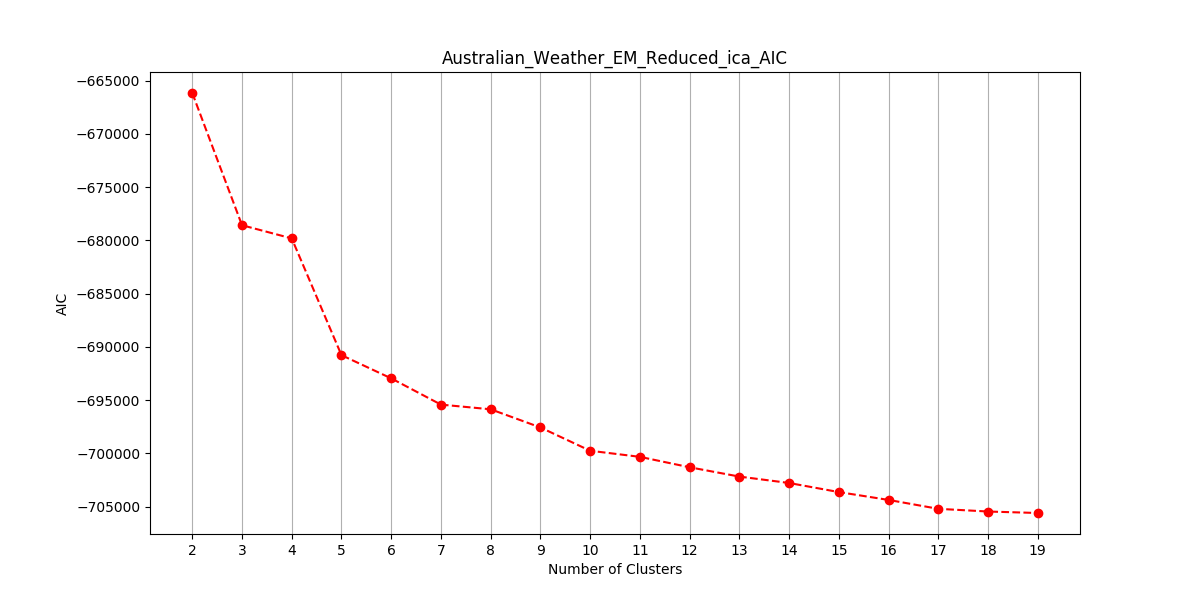 Australian_Weather_EM_Reduced_ica_AIC
−665000
−670000
−675000
−680000
−685000
−690000
−695000
−700000
−705000
AIC
2 3 4 5 6 7 8 9 10 11 12 13 14 15 16 17 18 19
Number of Clusters